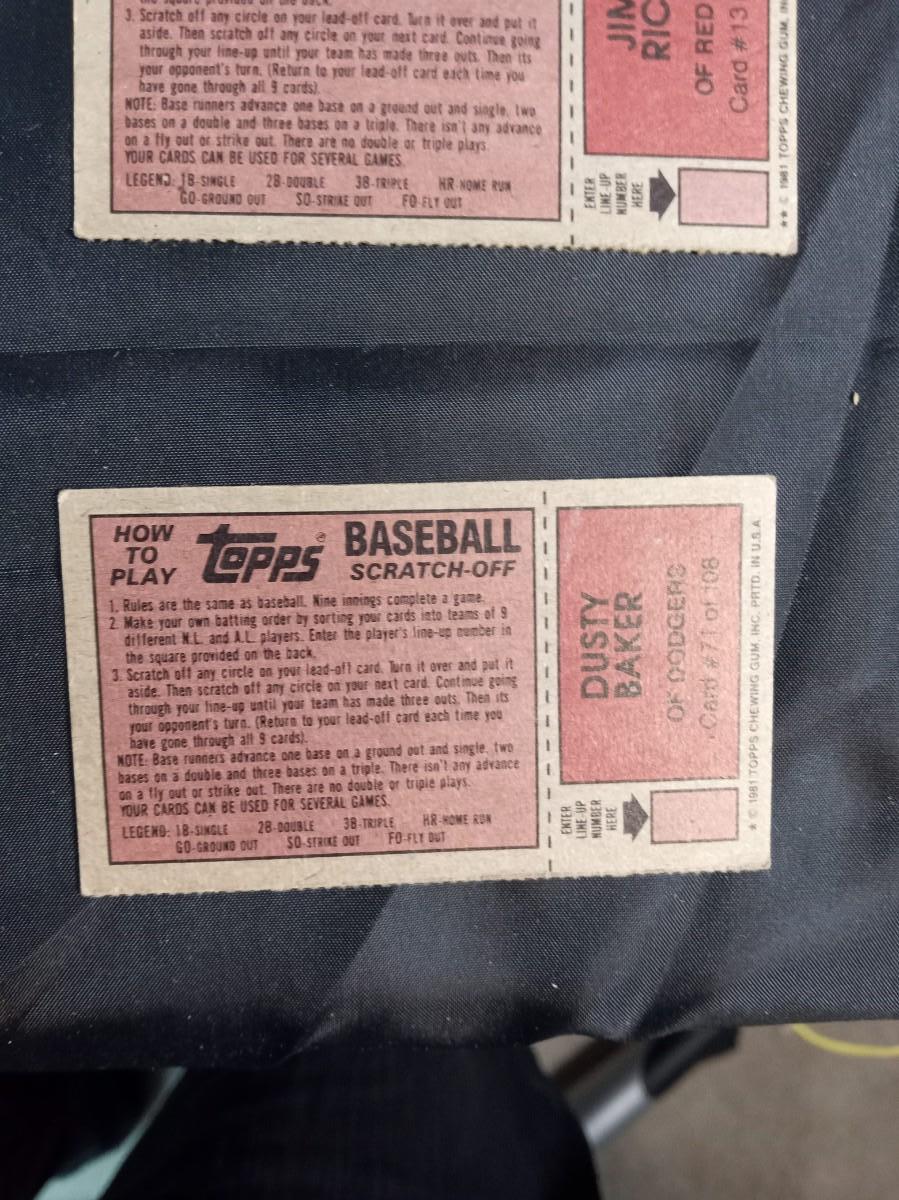 3. Scratch off any circle on your lead-off card. Turn it over and put it
aside. Then scratch off any circle on your next card. Continue going
through your line-up until your team has made three outs. Then its
your opponent's turn. (Return to your lead-off card each time you
have gone through all 9 cards).
NOTE: Base runners advance one base on a ground out and single, two
bases on a double and three bases on a triple. There isn't any advance
on a fly out or strike out. There are no double or triple plays.
YOUR CARDS CAN BE USED FOR SEVERAL GAMES.
LEGEND: 1B-SINGLE 2B-DOUBLE 3B-TRIPLE HR-HOME RUN
GO-GROUND OUT SO-STRIKE OUT FO-FLY OUT
JIM
RIC
OF RED
Card #13
ENTER
LINE-UP
NUMBER
HERE
★★ © 1981 TOPPS CHEWING GUM, IN
HOW
TO
PLAY
topps®
BASEBALL
SCRATCH-OFF
1. Rules are the same as baseball. Nine innings complete a game.
2. Make your own batting order by sorting your cards into teams of 9
different N.L. and A.L. players. Enter the player's line-up number in
the square provided on the back.
3. Scratch off any circle on your lead-off card. Turn it over and put it
aside. Then scratch off any circle on your next card. Continue going
through your line-up until your team has made three outs. Then its
your opponent's turn. (Return to your lead-off card each time you
have gone through all 9 cards).
NOTE: Base runners advance one base on a ground out and single, two
bases on a double and three bases on a triple. There isn't any advance
on a fly out or strike out. There are no double or triple plays.
YOUR CARDS CAN BE USED FOR SEVERAL GAMES.
LEGEND: 1B-SINGLE 2B-DOUBLE 3B-TRIPLE HR-HOME RUN
GO-GROUND OUT SO-STRIKE OUT FO-FLY OUT
DUSTY
BAKER
OF DODGERS
Card #71 of 108
ENTER
LINE-UP
NUMBER
HERE
★ © 1981 TOPPS CHEWING GUM, INC. PRTD. IN U.S.A.